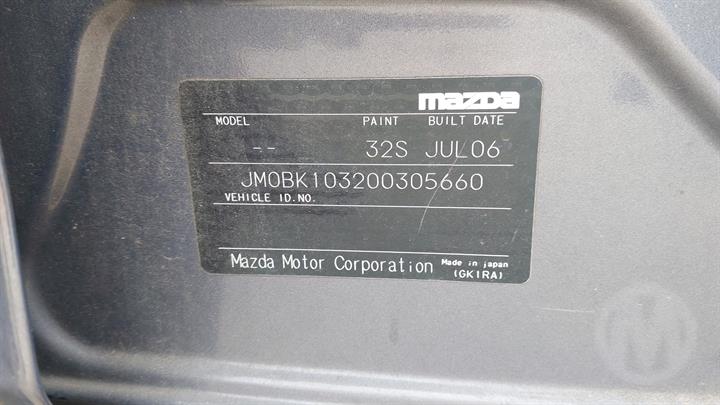 mazda
MODEL PAINT BUILT DATE
-- 32S JUL06
JM0BK103200305660
VEHICLE ID.NO.
Mazda Motor Corporation Made in japan
(GK1RA)
M